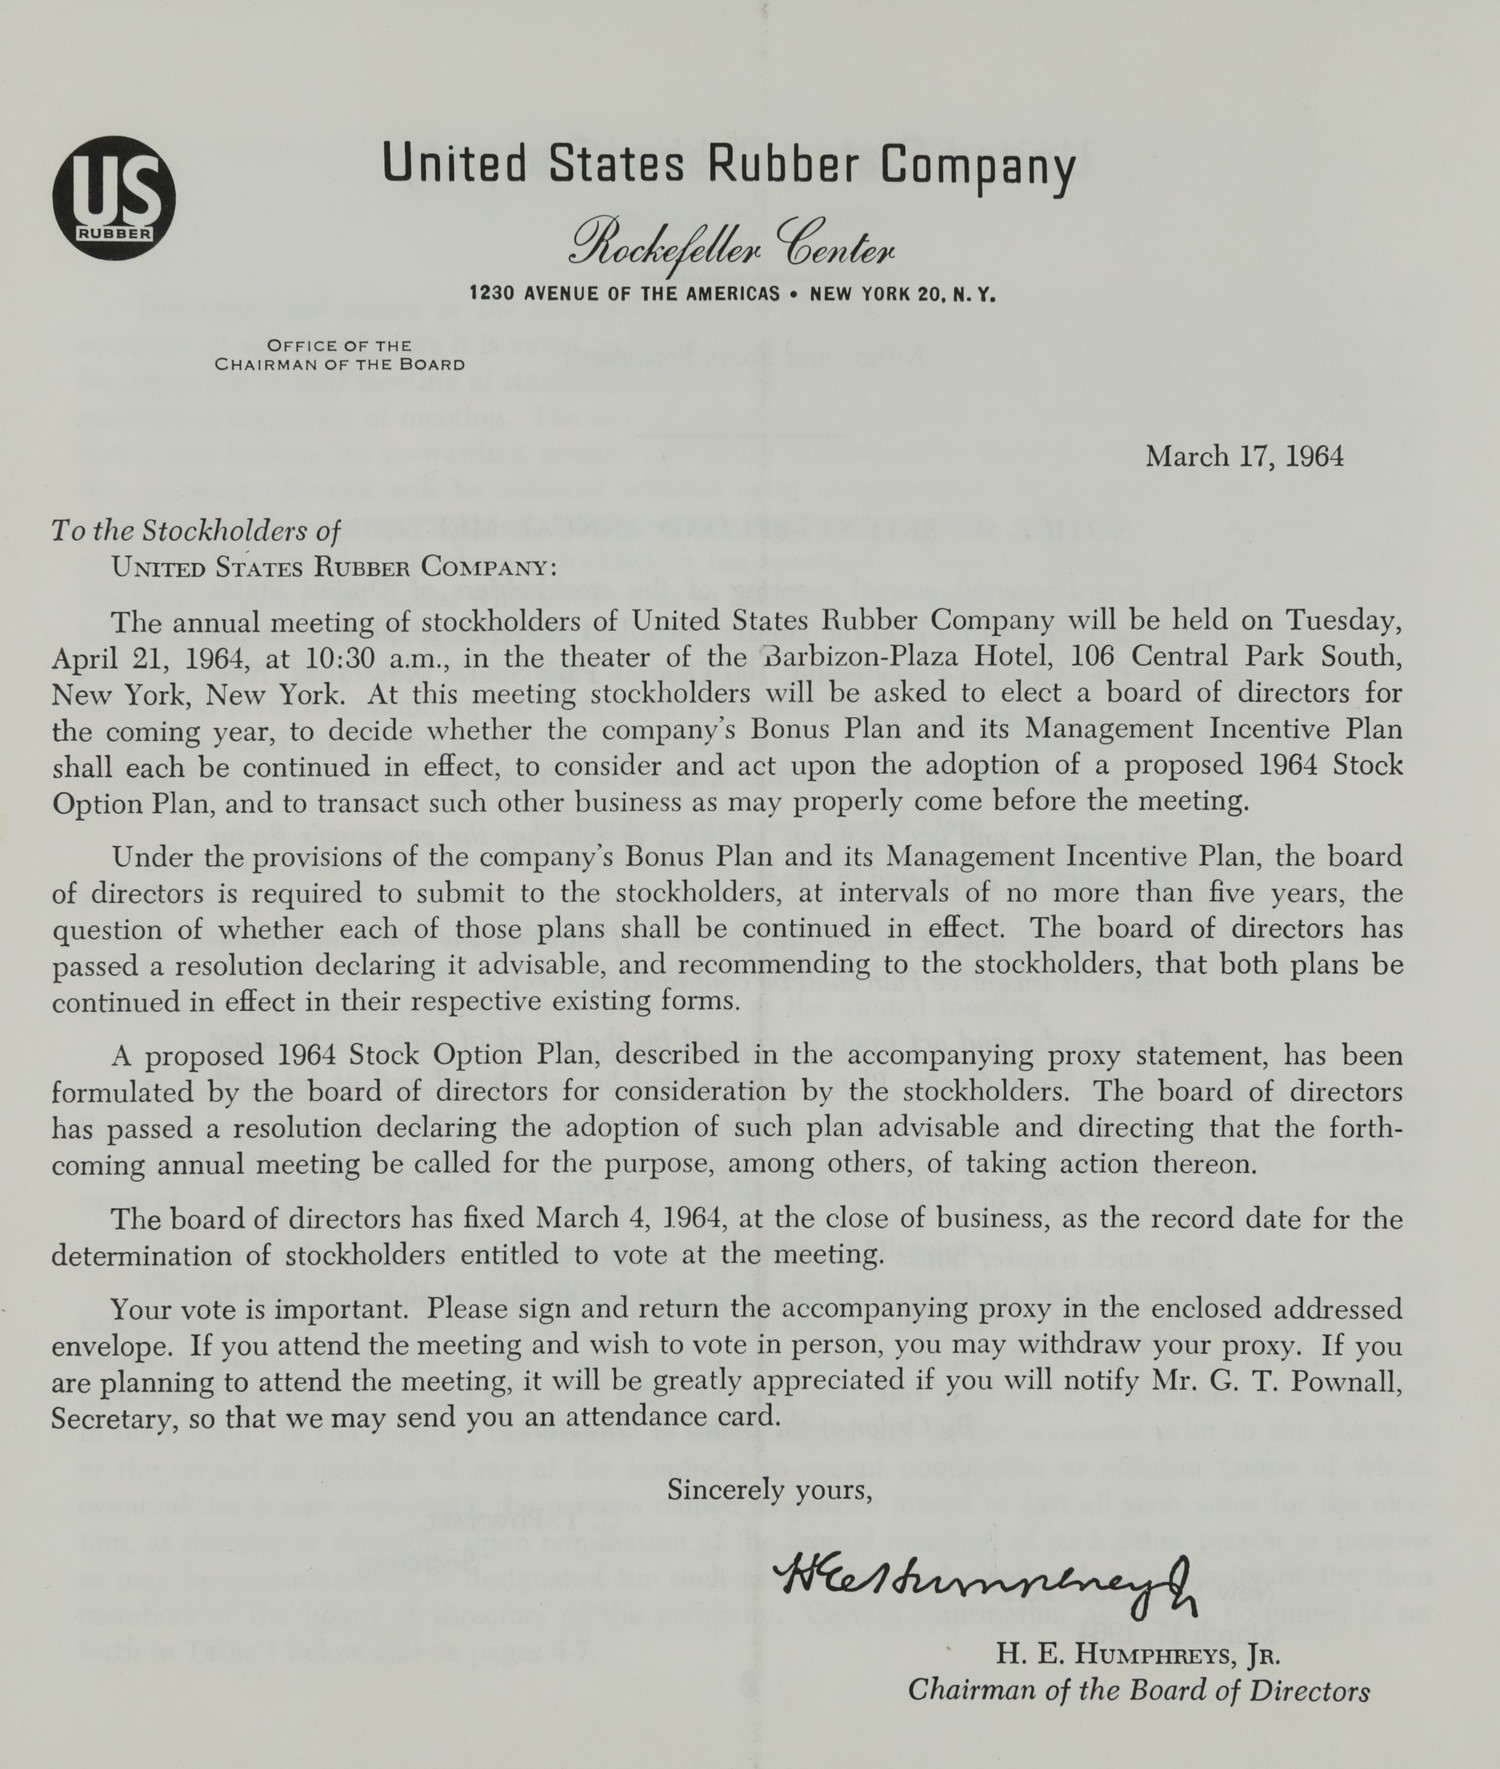 US
RUBBER
United States Rubber Company
Rockefeller Center
1230 AVENUE OF THE AMERICAS • NEW YORK 20, N. Y.
OFFICE OF THE
CHAIRMAN OF THE BOARD
March 17, 1964
To the Stockholders of
UNITED STATES RUBBER COMPANY:
The annual meeting of stockholders of United States Rubber Company will be held on Tuesday,
April 21, 1964, at 10:30 a.m., in the theater of the Barbizon-Plaza Hotel, 106 Central Park South,
New York, New York. At this meeting stockholders will be asked to elect a board of directors for
the coming year, to decide whether the company's Bonus Plan and its Management Incentive Plan
shall each be continued in effect, to consider and act upon the adoption of a proposed 1964 Stock
Option Plan, and to transact such other business as may properly come before the meeting.
Under the provisions of the company's Bonus Plan and its Management Incentive Plan, the board
of directors is required to submit to the stockholders, at intervals of no more than five years, the
question of whether each of those plans shall be continued in effect. The board of directors has
passed a resolution declaring it advisable, and recommending to the stockholders, that both plans be
continued in effect in their respective existing forms.
A proposed 1964 Stock Option Plan, described in the accompanying proxy statement, has been
formulated by the board of directors for consideration by the stockholders. The board of directors
has passed a resolution declaring the adoption of such plan advisable and directing that the forth-
coming annual meeting be called for the purpose, among others, of taking action thereon.
The board of directors has fixed March 4, 1964, at the close of business, as the record date for the
determination of stockholders entitled to vote at the meeting.
Your vote is important. Please sign and return the accompanying proxy in the enclosed addressed
envelope. If you attend the meeting and wish to vote in person, you may withdraw your proxy. If you
are planning to attend the meeting, it will be greatly appreciated if you will notify Mr. G. T. Pownall,
Secretary, so that we may send you an attendance card.
Sincerely yours,
H E Humphreys Jr
H. E. HUMPHREYS, JR.
Chairman of the Board of Directors